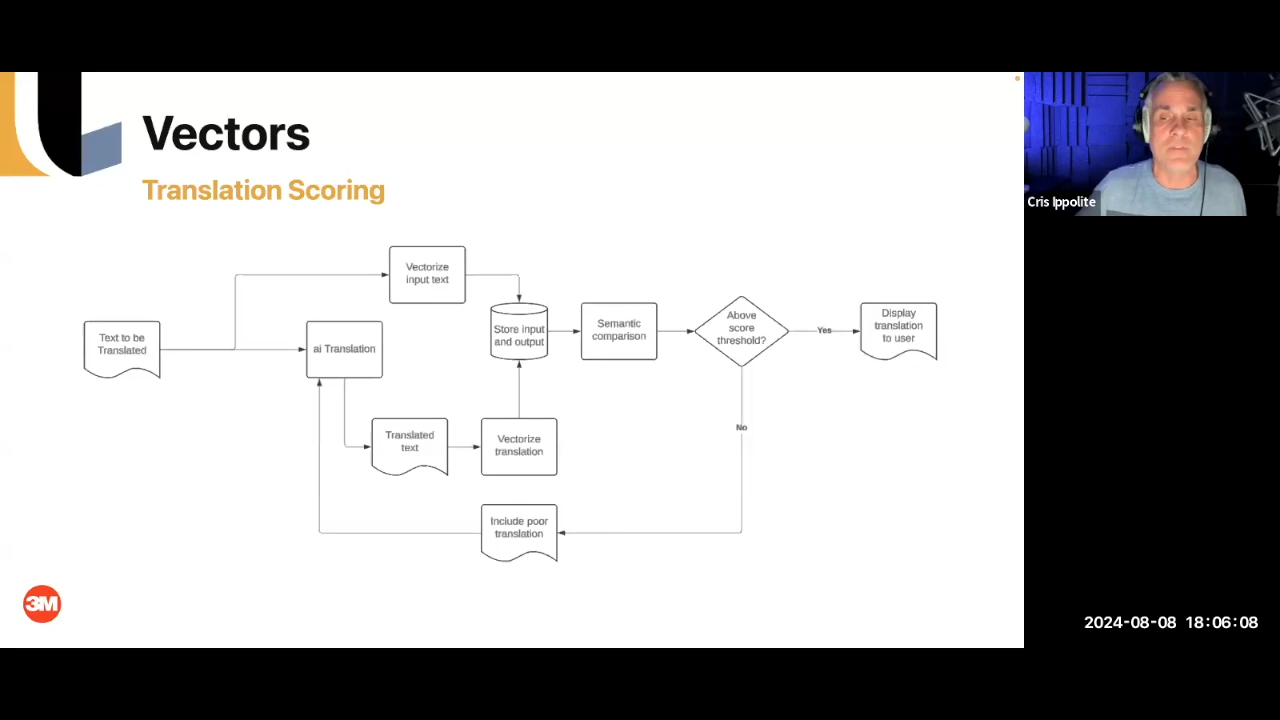 Vectors
Translation Scoring
Vectorize
input text
Text to be
Translated
ai Translation
Store input
and output
Semantic
comparison
Above
score
threshold?
Yes
Display
translation
to user
No
Translated
text
Vectorize
translation
Include poor
translation
3M
Cris Ippolite
2024-08-08 18:06:08